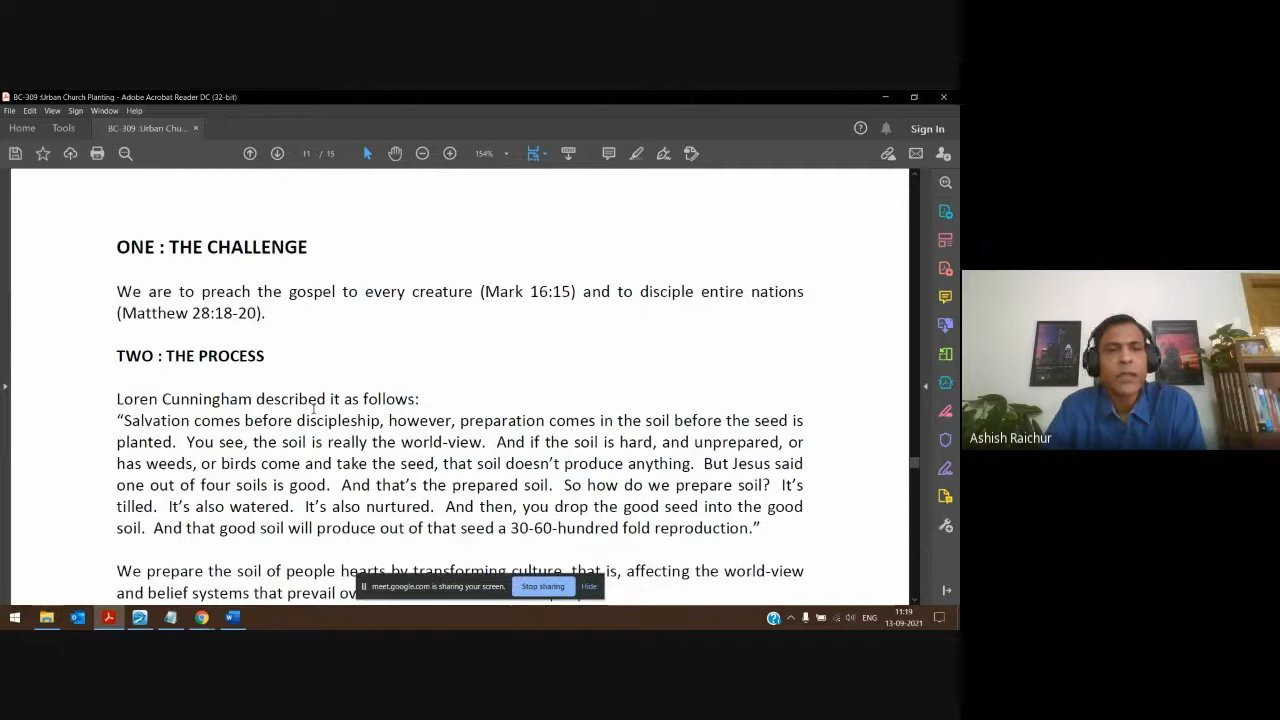 BC-309 :Urban Church Planting - Adobe Acrobat Reader DC (32-bit)
File Edit View Sign Window Help
Home Tools BC-309 :Urban Chu... × Sign In
11 / 15 154%
ONE : THE CHALLENGE
We are to preach the gospel to every creature (Mark 16:15) and to disciple entire nations
(Matthew 28:18-20).
TWO : THE PROCESS
Loren Cunningham described it as follows:
“Salvation comes before discipleship, however, preparation comes in the soil before the seed is
planted. You see, the soil is really the world-view. And if the soil is hard, and unprepared, or
has weeds, or birds come and take the seed, that soil doesn’t produce anything. But Jesus said
one out of four soils is good. And that’s the prepared soil. So how do we prepare soil? It’s
tilled. It’s also watered. It’s also nurtured. And then, you drop the good seed into the good
soil. And that good soil will produce out of that seed a 30-60-hundred fold reproduction.”
We prepare the soil of people hearts by transforming culture, that is, affecting the world-view
and belief systems that prevail
meet.google.com is sharing your screen. Stop sharing Hide
ENG
11:19
13-09-2021
Ashish Raichur